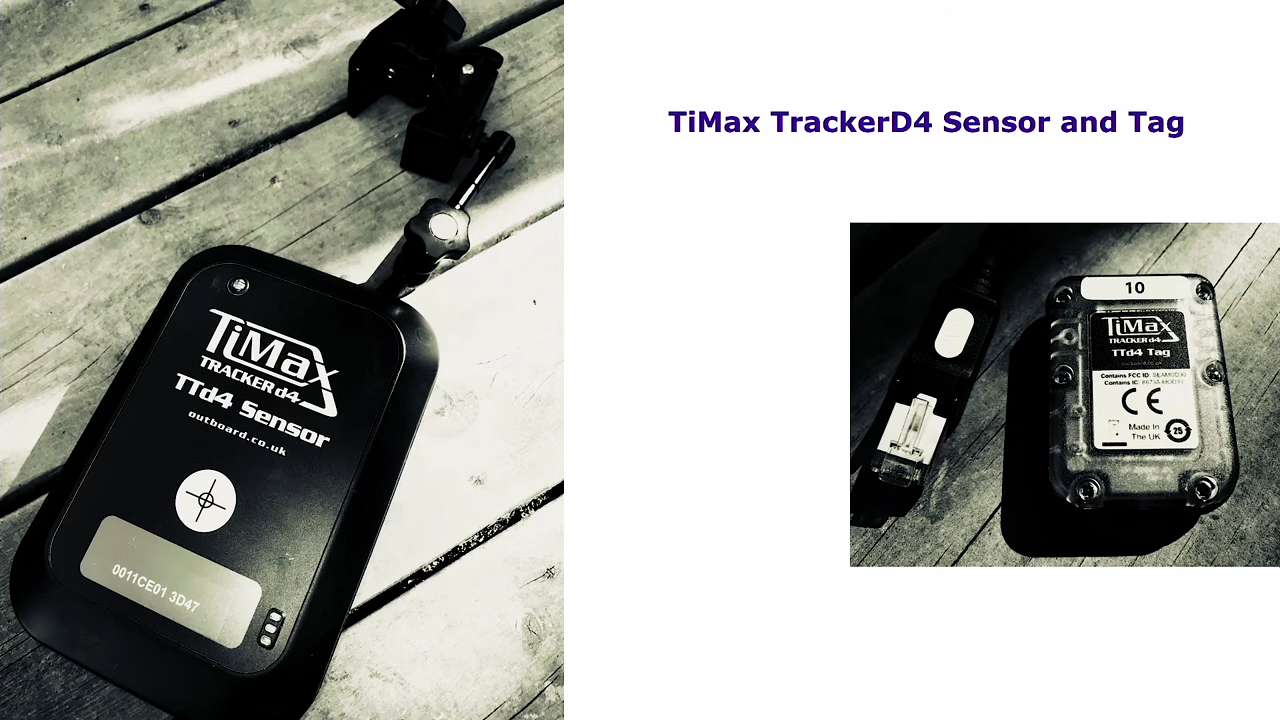 TiMax TrackerD4 Sensor and Tag
TiMax
TRACKER d4
TTd4 Sensor
outboard.co.uk
0011CE01 3D47
10
TiMax
TRACKER d4
TTd4 Tag
Contains FCC ID
Contains IC:
CE
Made In
The UK
25